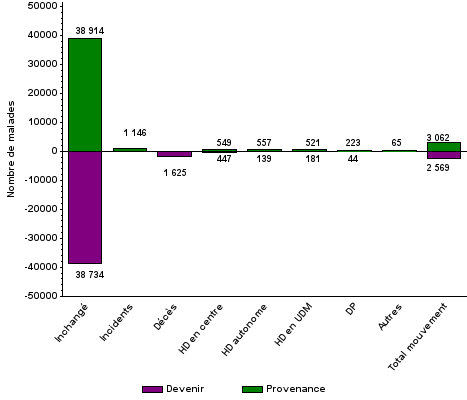 50000
40000
30000
20000
10000
0
-10000
-20000
-30000
-40000
-50000
Nombre de malades
38 914
1 146
549
557
521
223
65
3 062
1 625
447
139
181
44
2 569
38 734
Inchangé
Incidents
Décès
HD en centre
HD autonome
HD en UDM
DP
Autres
Total mouvement
Devenir
Provenance